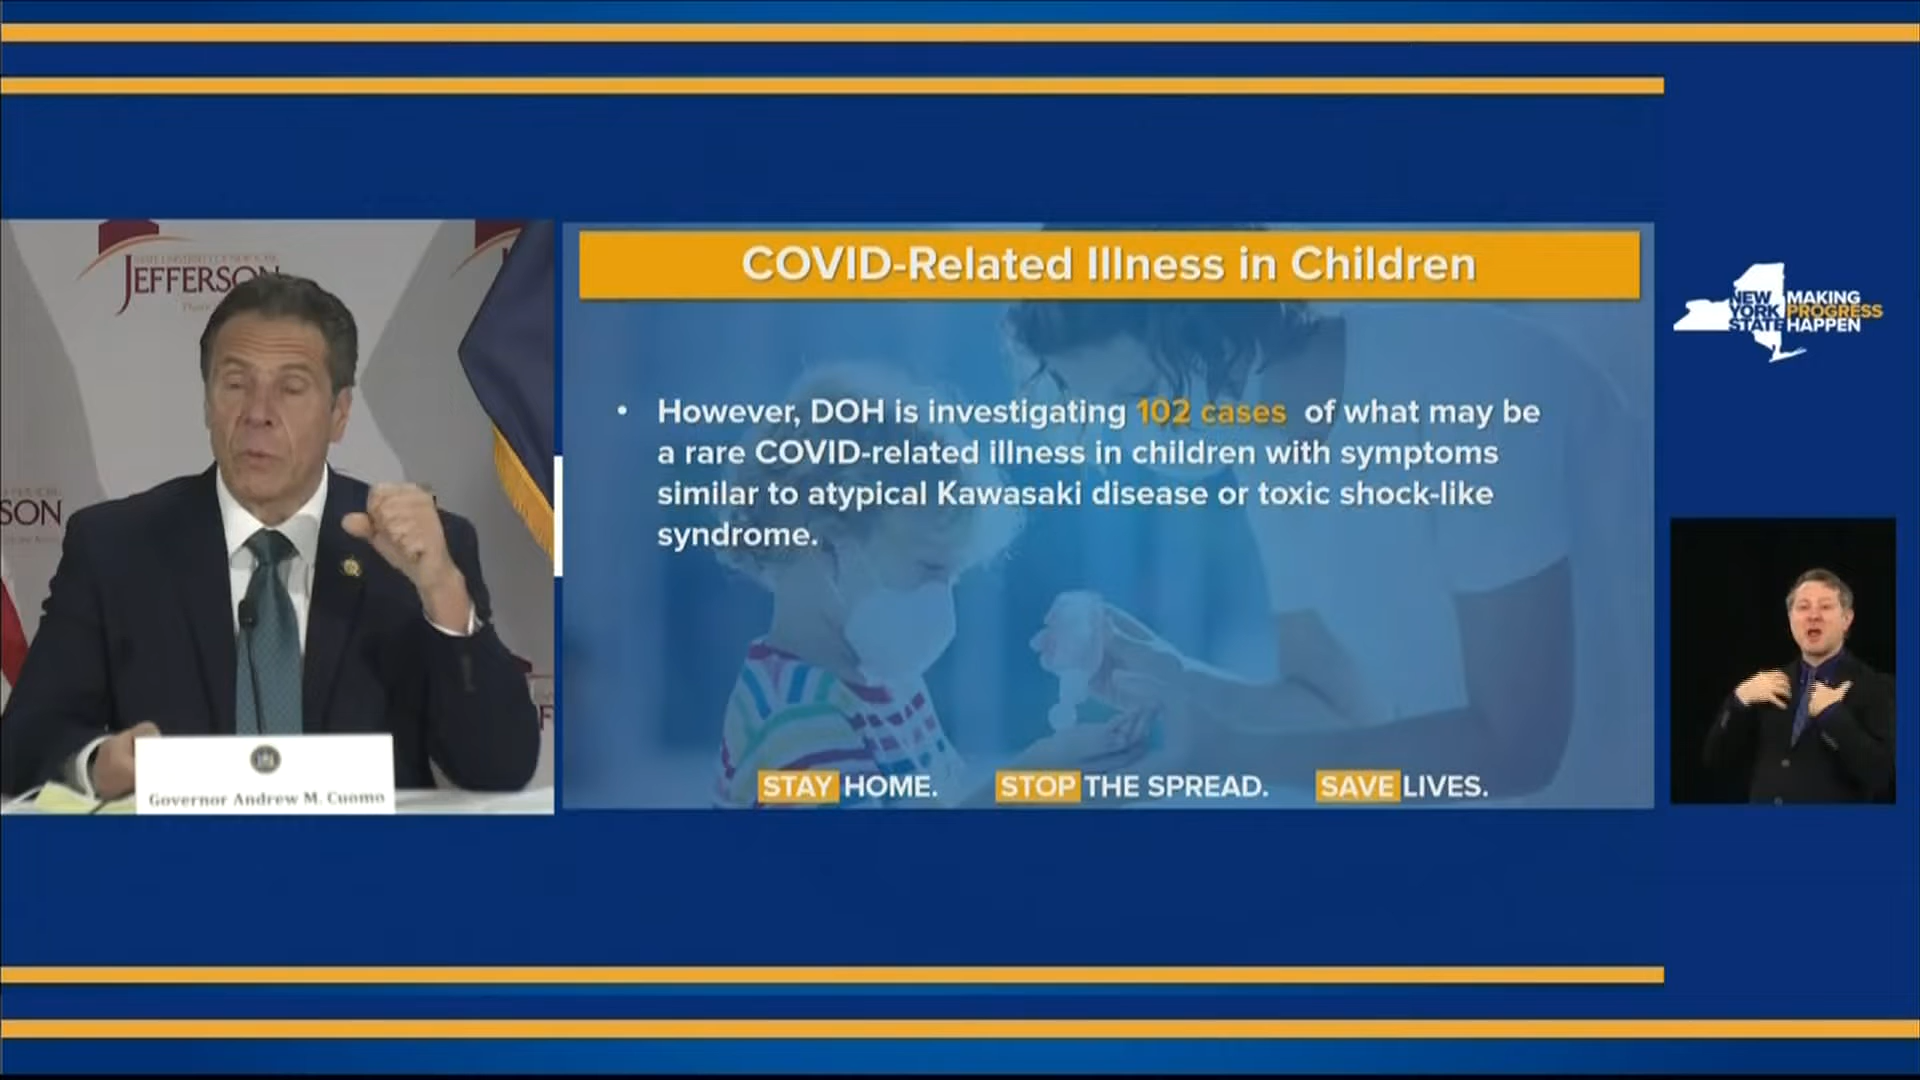 COVID-Related Illness in Children
• However, DOH is investigating 102 cases of what may be
a rare COVID-related illness in children with symptoms
similar to atypical Kawasaki disease or toxic shock-like
syndrome.
STAY HOME. STOP THE SPREAD. SAVE LIVES.
JEFFERSON
SON
Governor Andrew M. Cuomo
NEW
YORK
STATE
MAKING
PROGRESS
HAPPEN